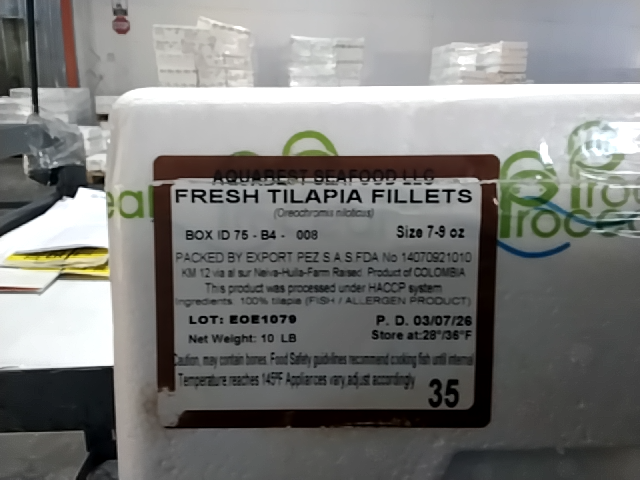 AQUABEST SEAFOOD LLC
FRESH TILAPIA FILLETS
(Oreochromis niloticus)
BOX ID 75 - B4 - 008 Size 7-9 oz
PACKED BY EXPORT PEZ S.A.S.FDA No 14070921010
KM 12 via al sur Neiva-Huila-Farm Raised. Product of COLOMBIA
This product was processed under HACCP system
Ingredients: 100% tilapia (FISH / ALLERGEN PRODUCT)
LOT: EOE1079 P. D. 03/07/26
Net Weight: 10 LB Store at:28°/36°F
Caution, may contain bones. Food Safety guidelines recommend cooking fish until internal
Temperature reaches 145°F Appliances vary,adjust accordingly
35